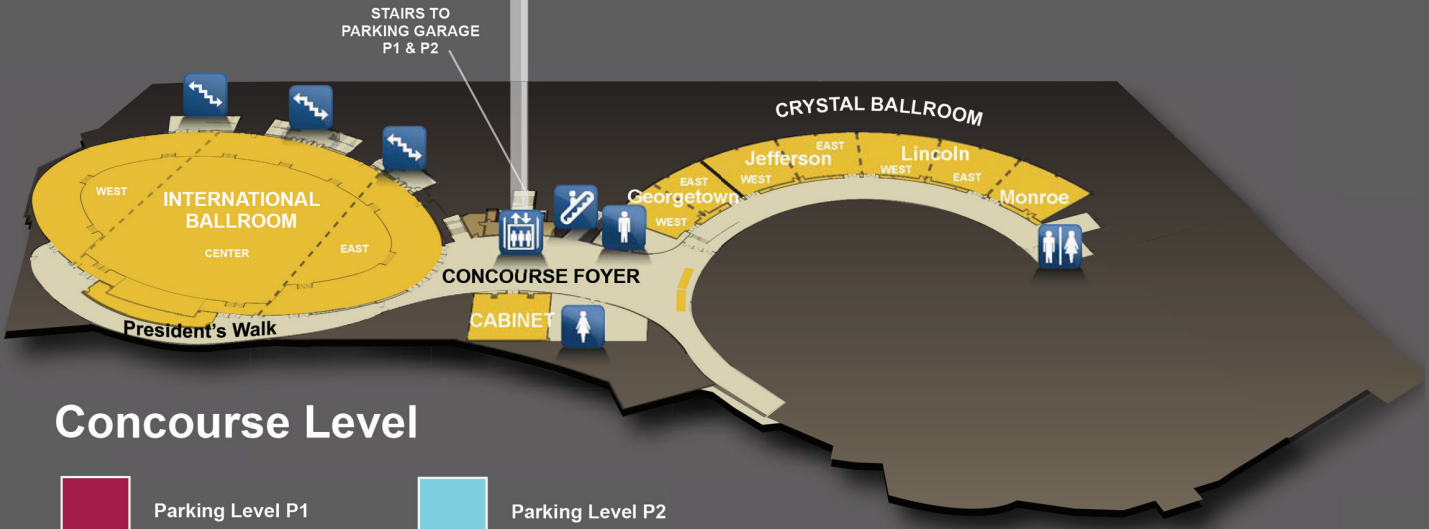 STAIRS TO
PARKING GARAGE
P1 & P2
CRYSTAL BALLROOM
WEST
INTERNATIONAL
BALLROOM
CENTER
EAST
EAST
Georgetown
WEST
Jefferson
EAST
WEST
Lincoln
WEST
EAST
Monroe
CONCOURSE FOYER
CABINET
President's Walk
Concourse Level
Parking Level P1
Parking Level P2